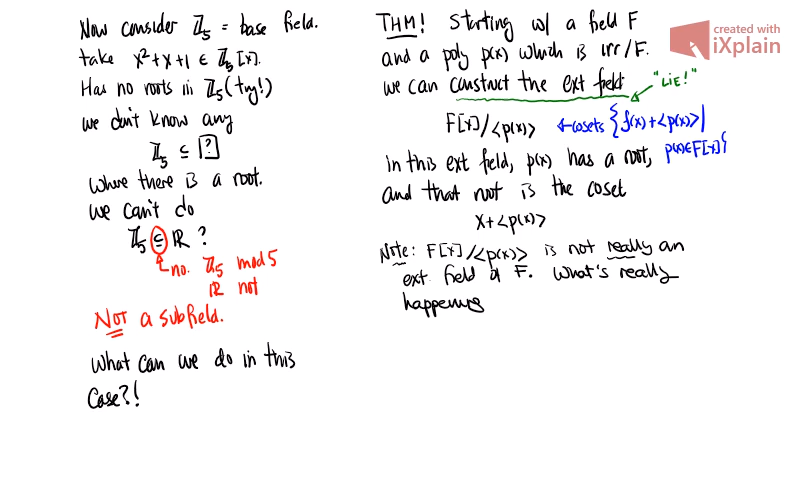 Now consider ℤ₅ = base field.
take x²+x+1 ∈ ℤ₅[x].
Has no roots in ℤ₅ (try!)
we don't know any
ℤ₅ ⊆ ?
where there is a root.
we can't do
ℤ₅ ⊆ ℝ ?
no. ℤ₅ mod 5
ℝ not
NOT a subfield.
What can we do in this
case?!
THM! Starting w/ a field F
and a poly p(x) which is irr/F.
we can construct the ext field
"LIE!"
F[x]/<p(x)> ← cosets {f(x)+<p(x)>|
p(x)∈F[x]}
in this ext field, p(x) has a root,
and that root is the coset
x+<p(x)>
Note: F[x]/<p(x)> is not really an
ext. field of F. What's really
happening
created with
iXplain